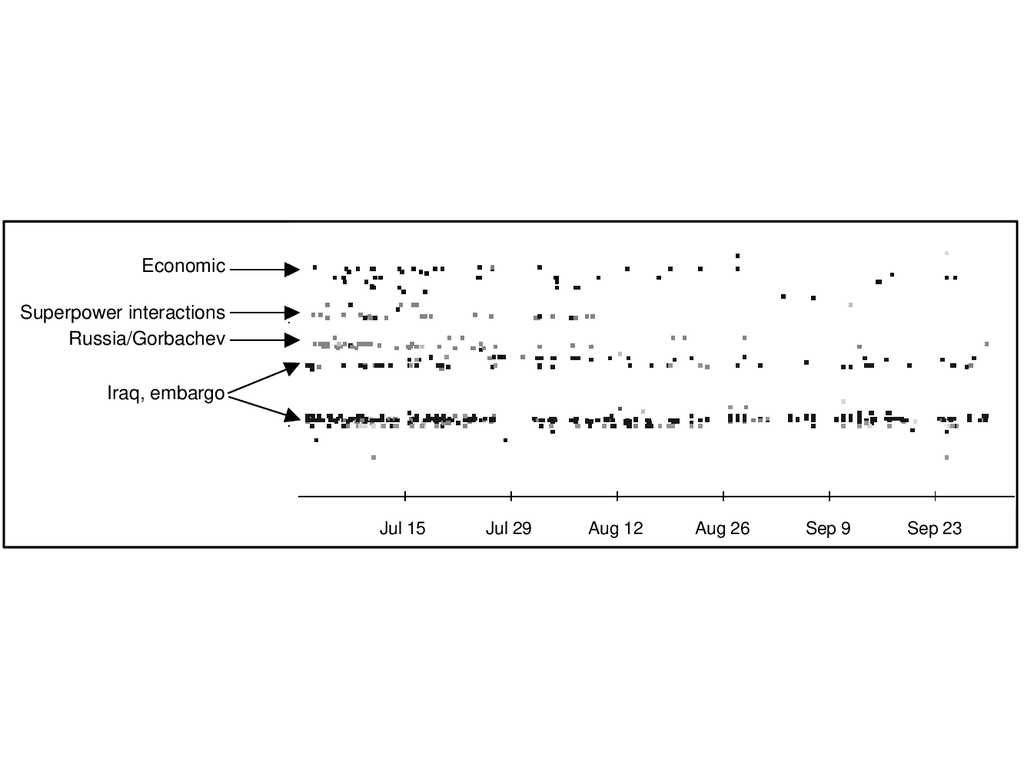 Economic
Superpower interactions
Russia/Gorbachev
Iraq, embargo
Jul 15 Jul 29 Aug 12 Aug 26 Sep 9 Sep 23